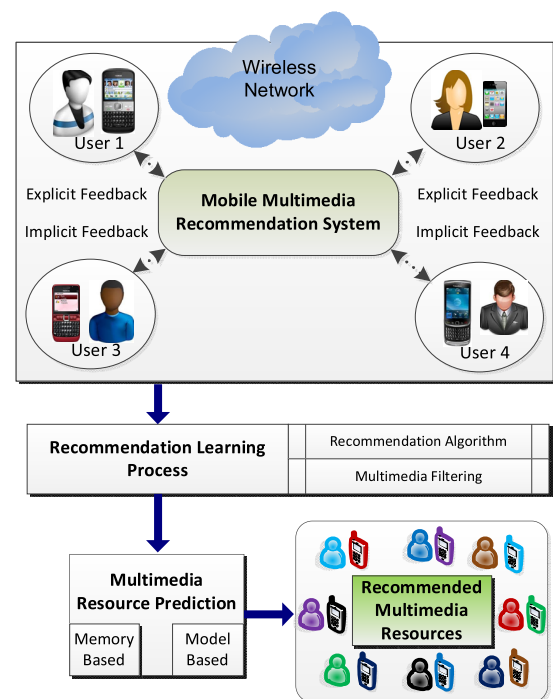 Wireless
Network
User 1
User 2
Explicit Feedback
Explicit Feedback
Mobile Multimedia
Recommendation System
Implicit Feedback
Implicit Feedback
User 3
User 4
Recommendation Learning
Process
Recommendation Algorithm
Multimedia Filtering
Multimedia
Resource Prediction
Memory
Based
Model
Based
Recommended
Multimedia
Resources